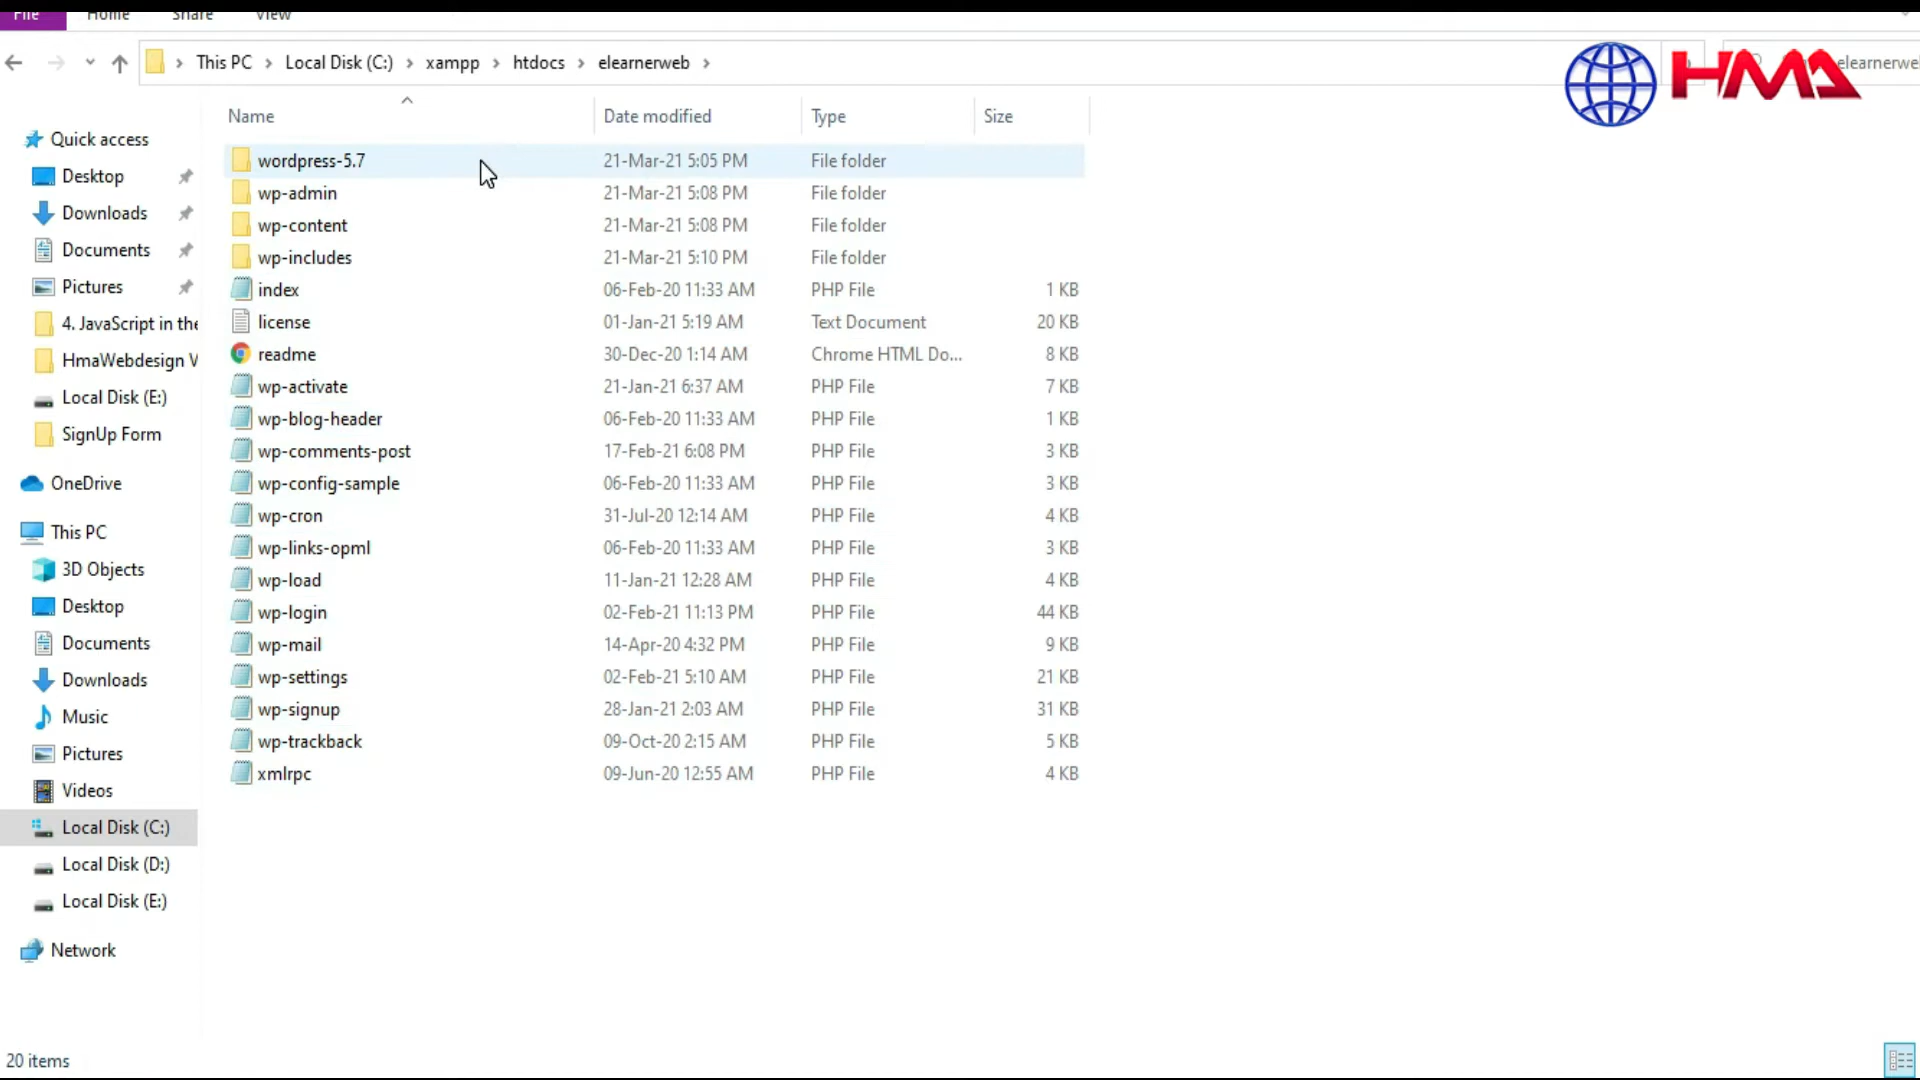 File Home Share View
This PC > Local Disk (C:) > xampp > htdocs > elearnerweb >
HMA
Name Date modified Type Size
Quick access
Desktop
Downloads
Documents
Pictures
4. JavaScript in the
HmaWebdesign V
Local Disk (E:)
SignUp Form
OneDrive
This PC
3D Objects
Desktop
Documents
Downloads
Music
Pictures
Videos
Local Disk (C:)
Local Disk (D:)
Local Disk (E:)
Network
wordpress-5.7 21-Mar-21 5:05 PM File folder
wp-admin 21-Mar-21 5:08 PM File folder
wp-content 21-Mar-21 5:08 PM File folder
wp-includes 21-Mar-21 5:10 PM File folder
index 06-Feb-20 11:33 AM PHP File 1 KB
license 01-Jan-21 5:19 AM Text Document 20 KB
readme 30-Dec-20 1:14 AM Chrome HTML Do... 8 KB
wp-activate 21-Jan-21 6:37 AM PHP File 7 KB
wp-blog-header 06-Feb-20 11:33 AM PHP File 1 KB
wp-comments-post 17-Feb-21 6:08 PM PHP File 3 KB
wp-config-sample 06-Feb-20 11:33 AM PHP File 3 KB
wp-cron 31-Jul-20 12:14 AM PHP File 4 KB
wp-links-opml 06-Feb-20 11:33 AM PHP File 3 KB
wp-load 11-Jan-21 12:28 AM PHP File 4 KB
wp-login 02-Feb-21 11:13 PM PHP File 44 KB
wp-mail 14-Apr-20 4:32 PM PHP File 9 KB
wp-settings 02-Feb-21 5:10 AM PHP File 21 KB
wp-signup 28-Jan-21 2:03 AM PHP File 31 KB
wp-trackback 09-Oct-20 2:15 AM PHP File 5 KB
xmlrpc 09-Jun-20 12:55 AM PHP File 4 KB
20 items